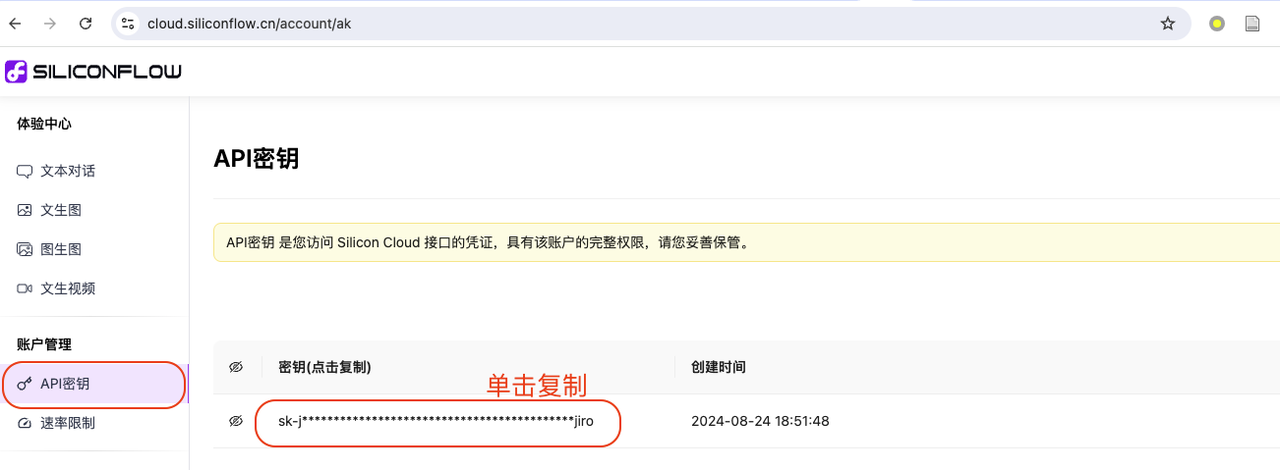 cloud.siliconflow.cn/account/ak
SILICONFLOW
体验中心
文本对话
文生图
图生图
文生视频
账户管理
API密钥
速率限制
API密钥
API密钥 是您访问 Silicon Cloud 接口的凭证，具有该账户的完整权限，请您妥善保管。
密钥(点击复制) 创建时间
单击复制
sk-j*******************************************jiro 2024-08-24 18:51:48